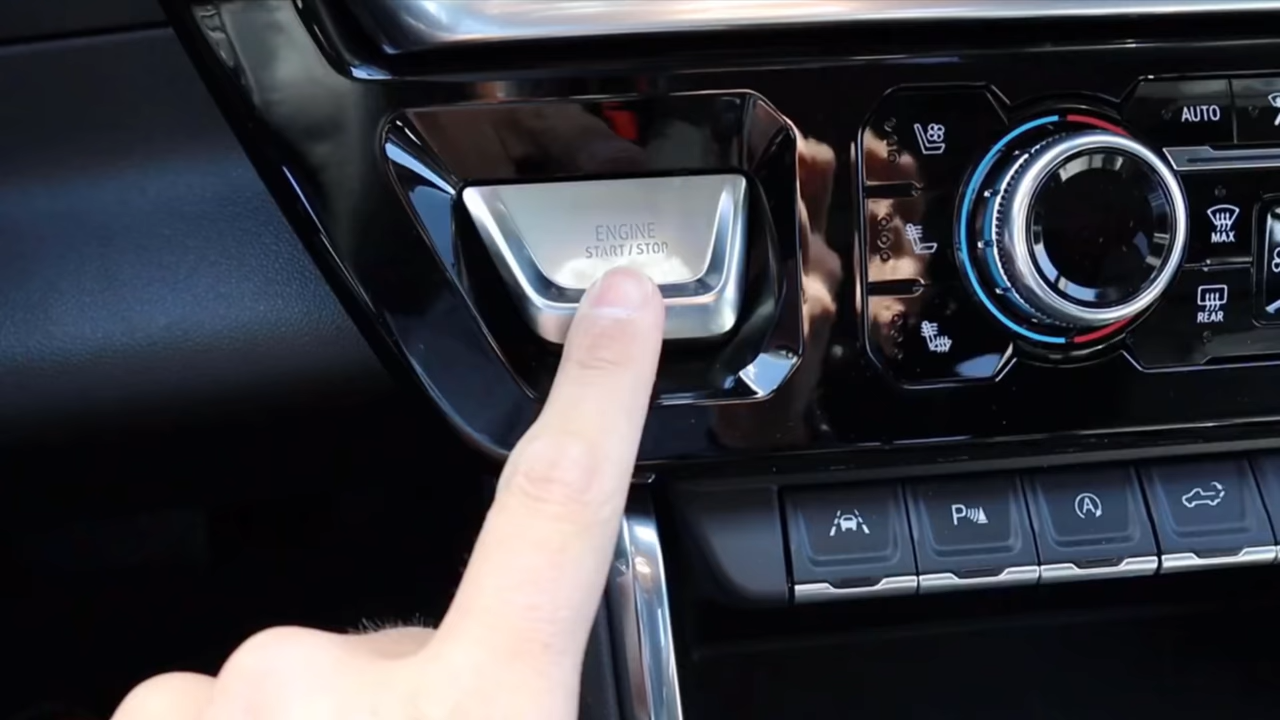 ENGINE
START / STOP
AUTO
MAX
REAR
P
A